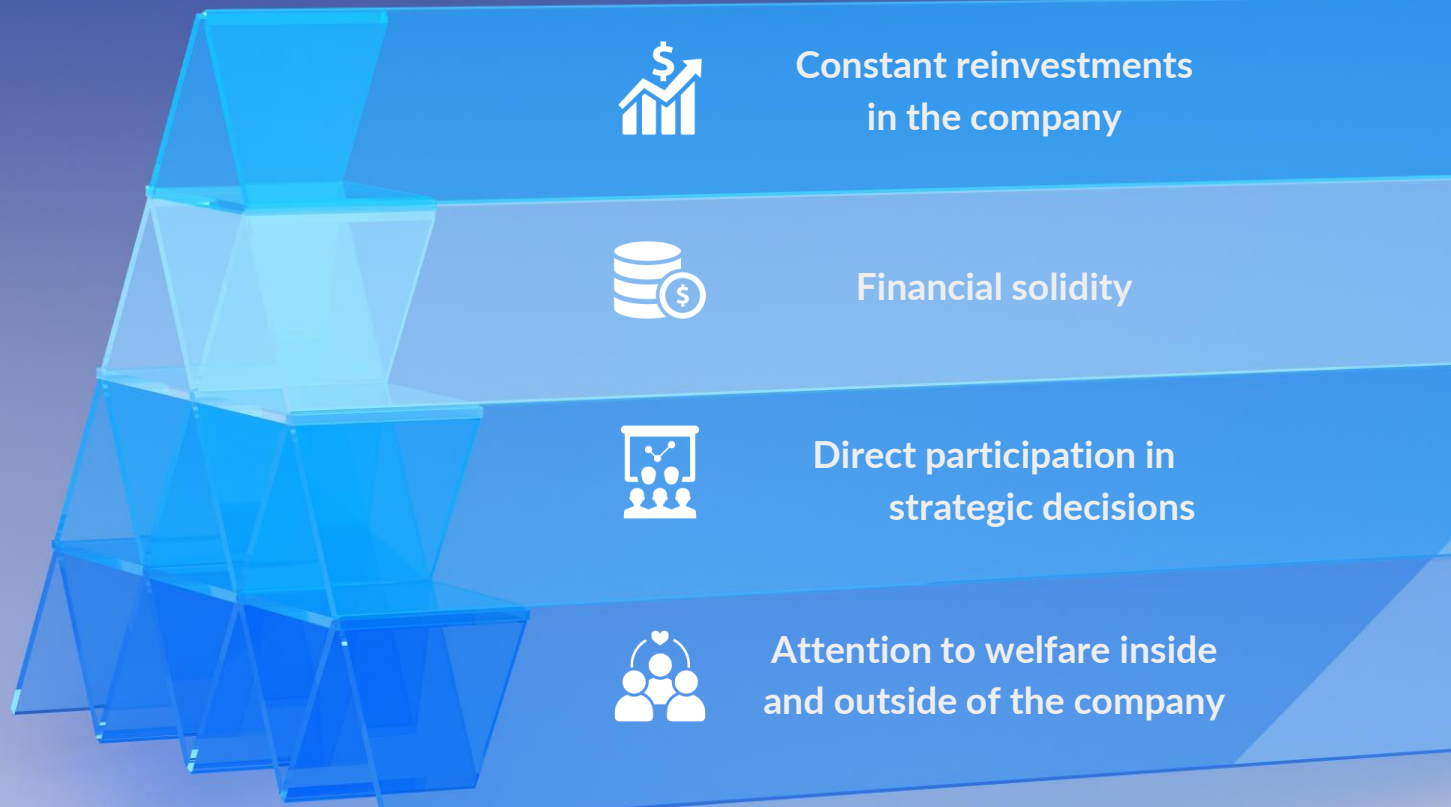 Constant reinvestments
in the company
Financial solidity
Direct participation in
strategic decisions
Attention to welfare inside
and outside of the company